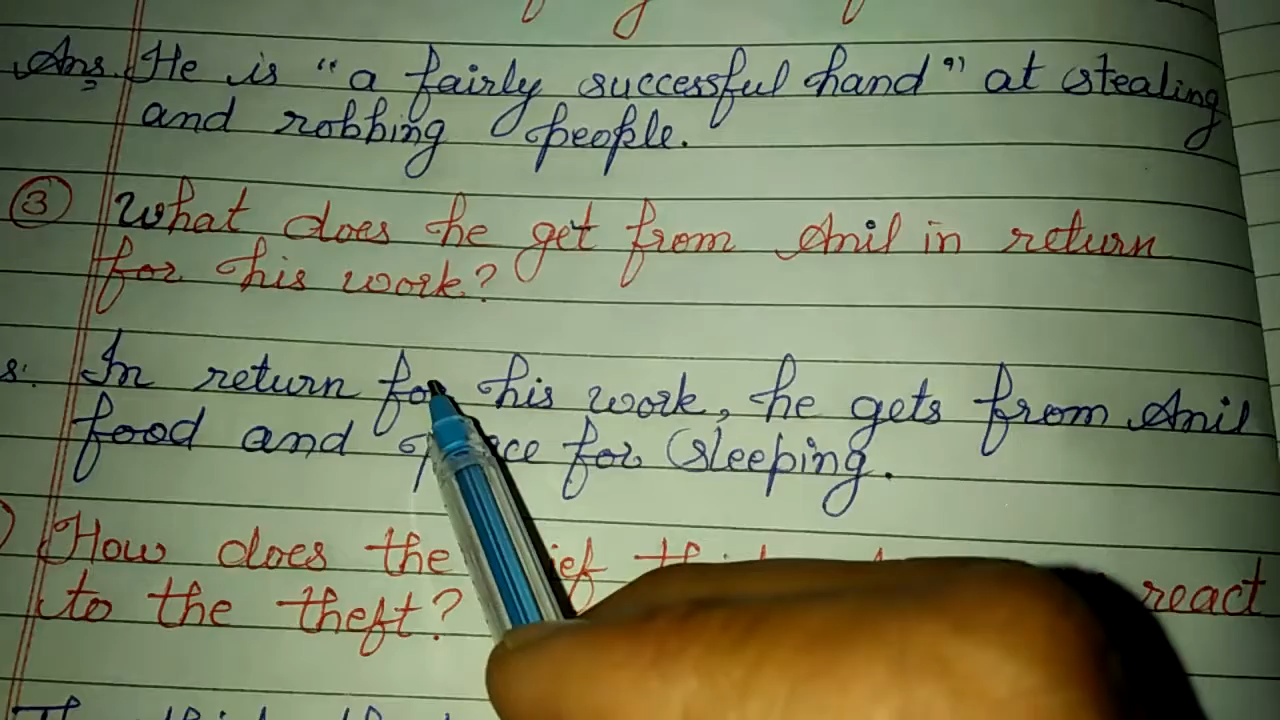 Ans. He is "a fairly successful hand" at stealing
and robbing people.
③ What does he get from Anil in return
for his work?
s. In return for his work, he gets from Anil
food and for sleeping.
How does the react
to the theft?